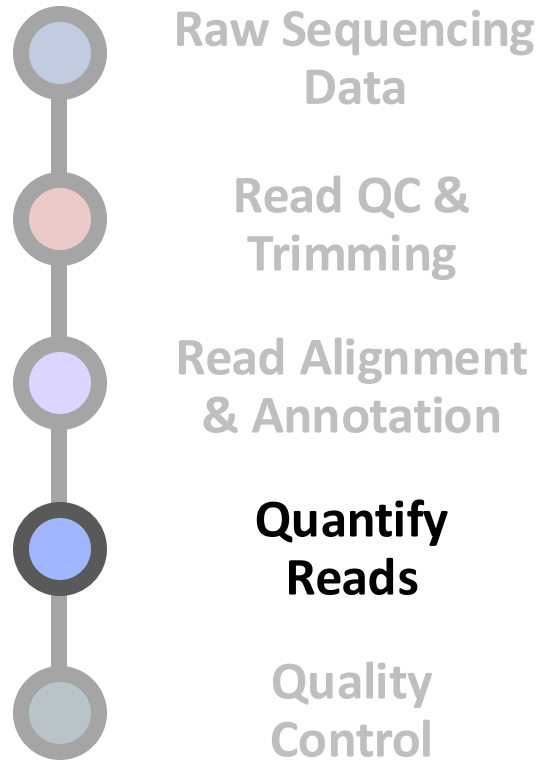 Raw Sequencing
Data
Read QC &
Trimming
Read Alignment
& Annotation
Quantify
Reads
Quality
Control